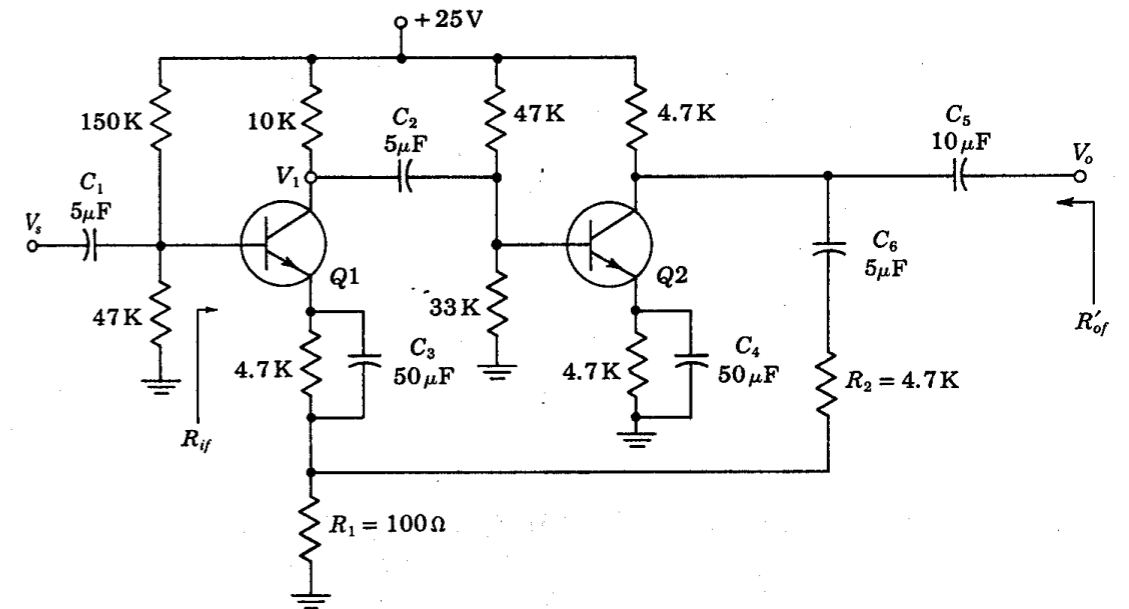 +25V
150K
10K
C₂
5μF
47K
4.7K
C₅
10μF
V₁
Vₒ
C₁
5μF
Vₛ
Q1
Q2
C₆
5μF
47K
33K
R'of
4.7K
C₃
50μF
4.7K
C₄
50μF
R₂ = 4.7K
Rif
R₁ = 100Ω